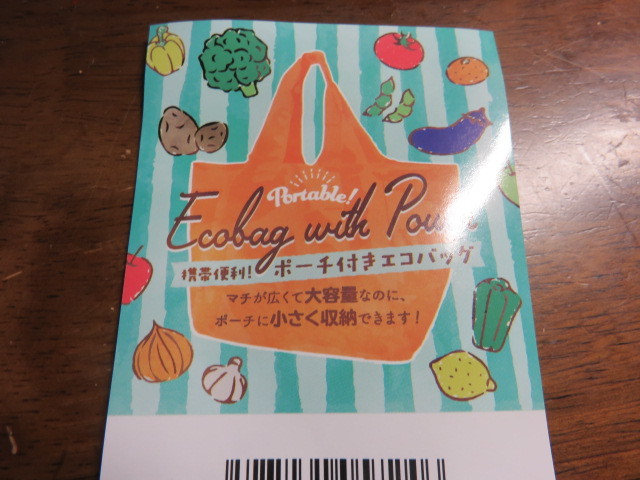 Portable!
Ecobag with Pouch
携帯便利! ポーチ付きエコバッグ
マチが広くて大容量なのに、
ポーチに小さく収納できます!